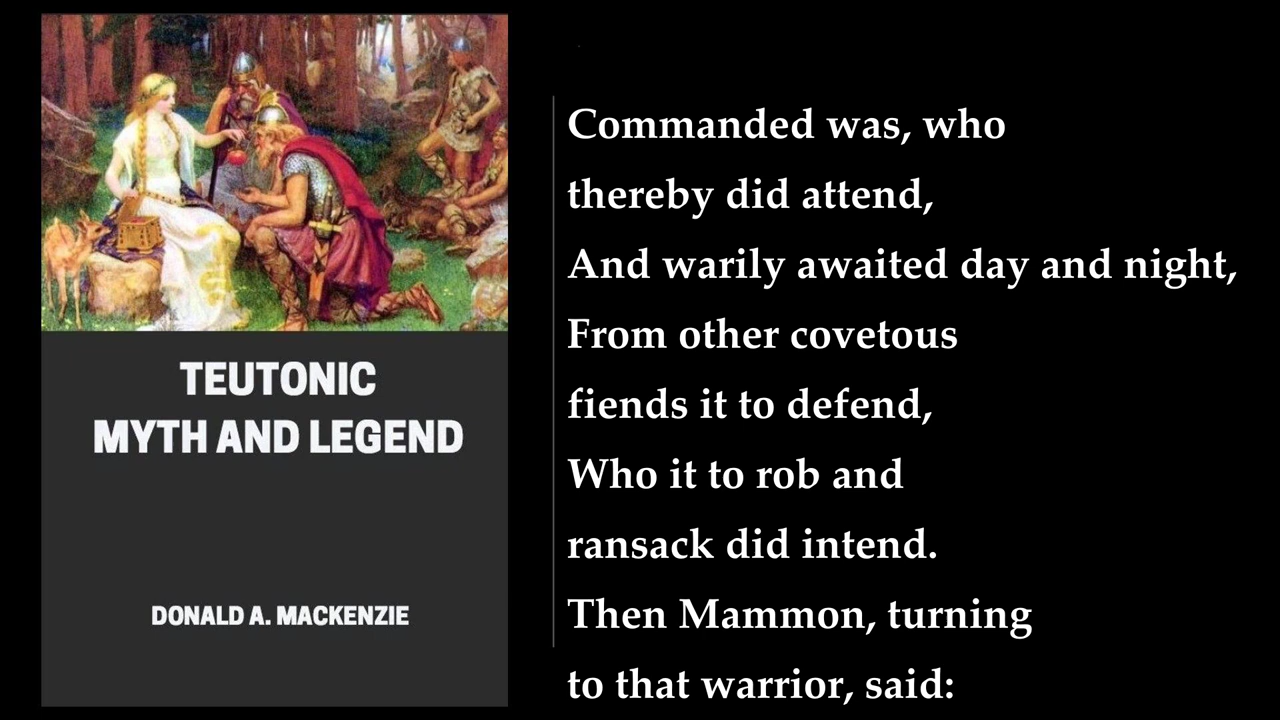 TEUTONIC
MYTH AND LEGEND
DONALD A. MACKENZIE
Commanded was, who
thereby did attend,
And warily awaited day and night,
From other covetous
fiends it to defend,
Who it to rob and
ransack did intend.
Then Mammon, turning
to that warrior, said: